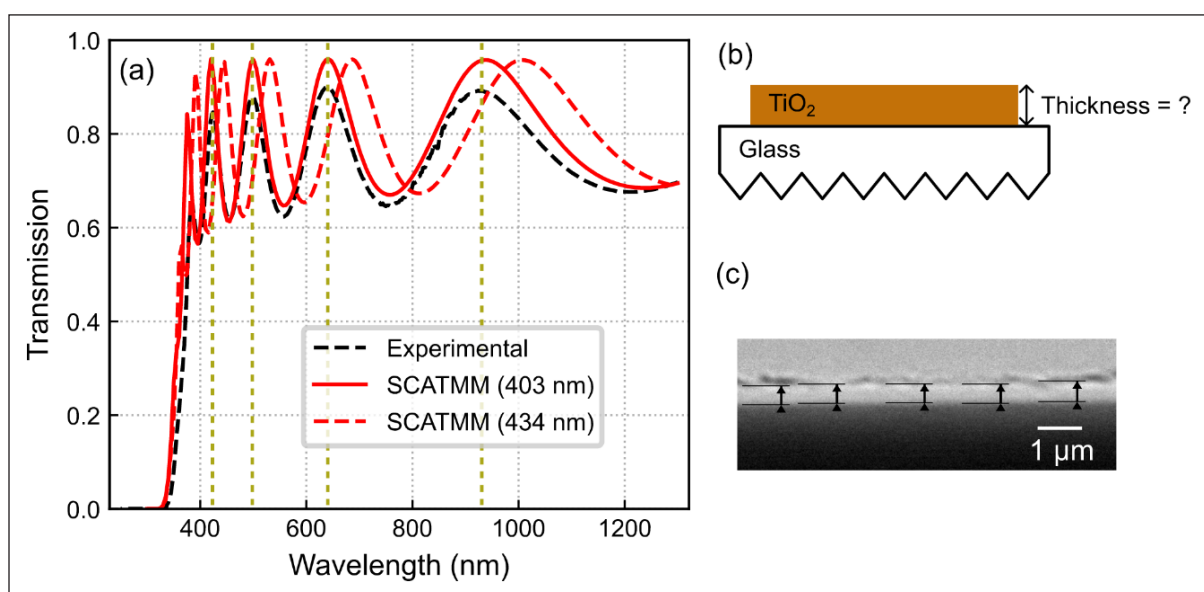 (a)
Transmission
1.0
0.8
0.6
0.4
0.2
0.0
400
600
800
1000
1200
Wavelength (nm)
Experimental
SCATMM (403 nm)
SCATMM (434 nm)
(b)
TiO₂
Thickness = ?
Glass
(c)
1 μm